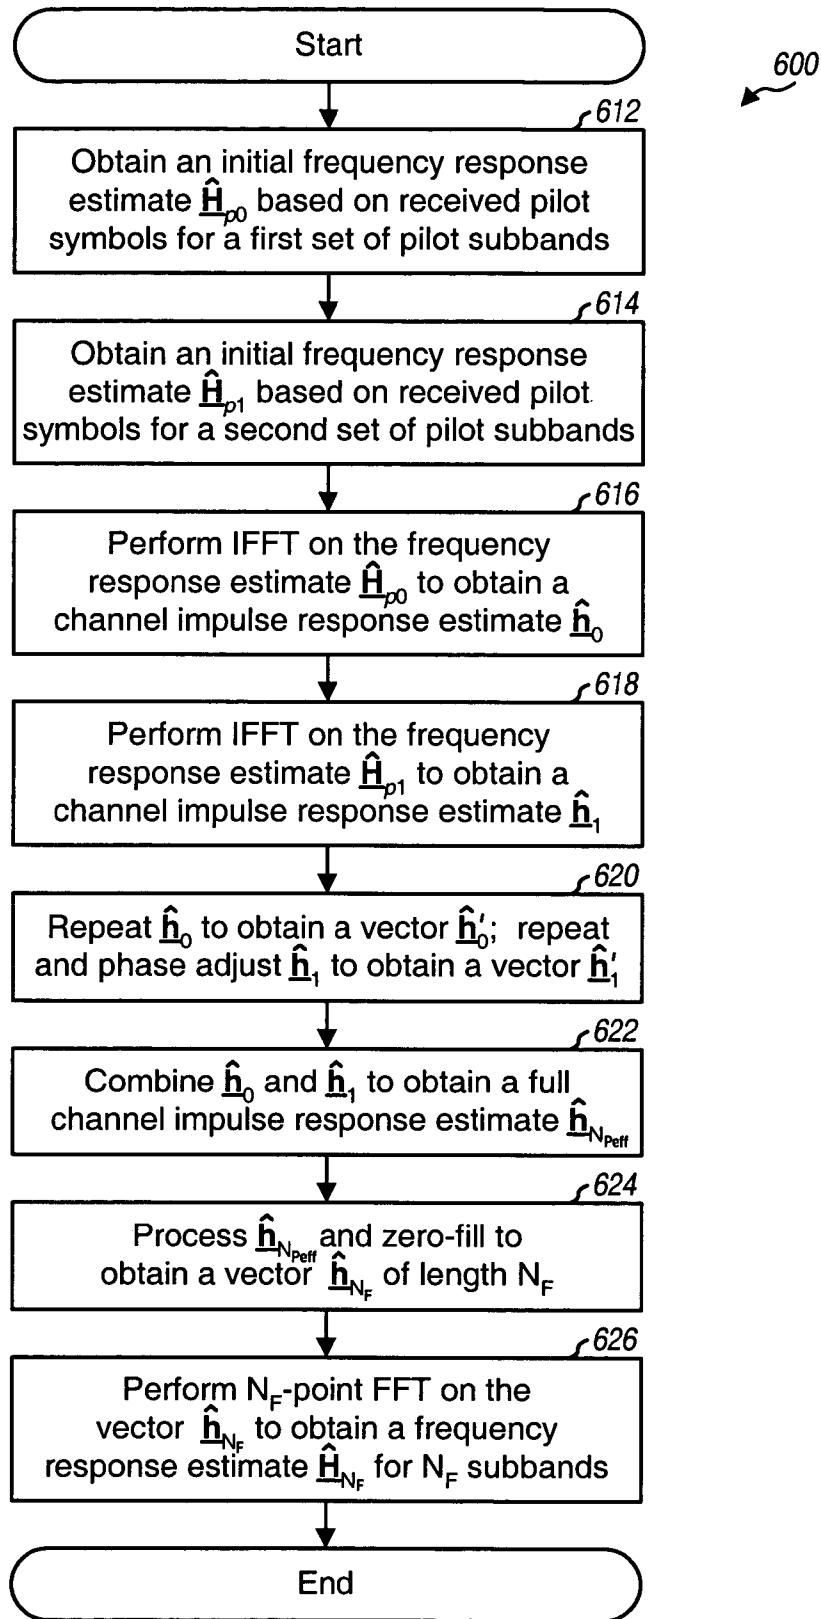 Start
600
612
Obtain an initial frequency response
estimate Ĥp0 based on received pilot
symbols for a first set of pilot subbands
614
Obtain an initial frequency response
estimate Ĥp1 based on received pilot
symbols for a second set of pilot subbands
616
Perform IFFT on the frequency
response estimate Ĥp0 to obtain a
channel impulse response estimate ĥ0
618
Perform IFFT on the frequency
response estimate Ĥp1 to obtain a
channel impulse response estimate ĥ1
620
Repeat ĥ0 to obtain a vector ĥ′0; repeat
and phase adjust ĥ1 to obtain a vector ĥ′1
622
Combine ĥ0 and ĥ1 to obtain a full
channel impulse response estimate ĥNPeff
624
Process ĥNPeff and zero-fill to
obtain a vector ĥNF of length NF
626
Perform NF-point FFT on the
vector ĥNF to obtain a frequency
response estimate ĤNF for NF subbands
End